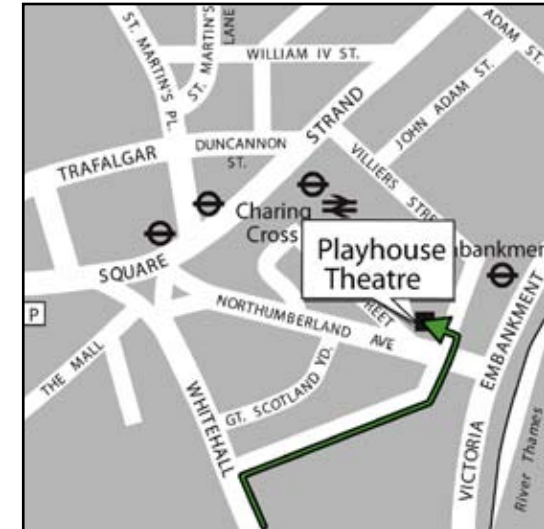 ADAM ST.
ST. MARTIN'S PL.
ST. MARTIN'S
LANE
WILLIAM IV ST.
STRAND
JOHN ADAM ST.
TRAFALGAR
DUNCANNON
ST.
VILLIERS STRE
Charing
Cross
Playhouse
Theatre
bankmen
SQUARE
REET
P
NORTHUMBERLAND AVE
EMBANKMENT
THE MALL
GT. SCOTLAND YD.
WHITEHALL
VICTORIA
River Thames